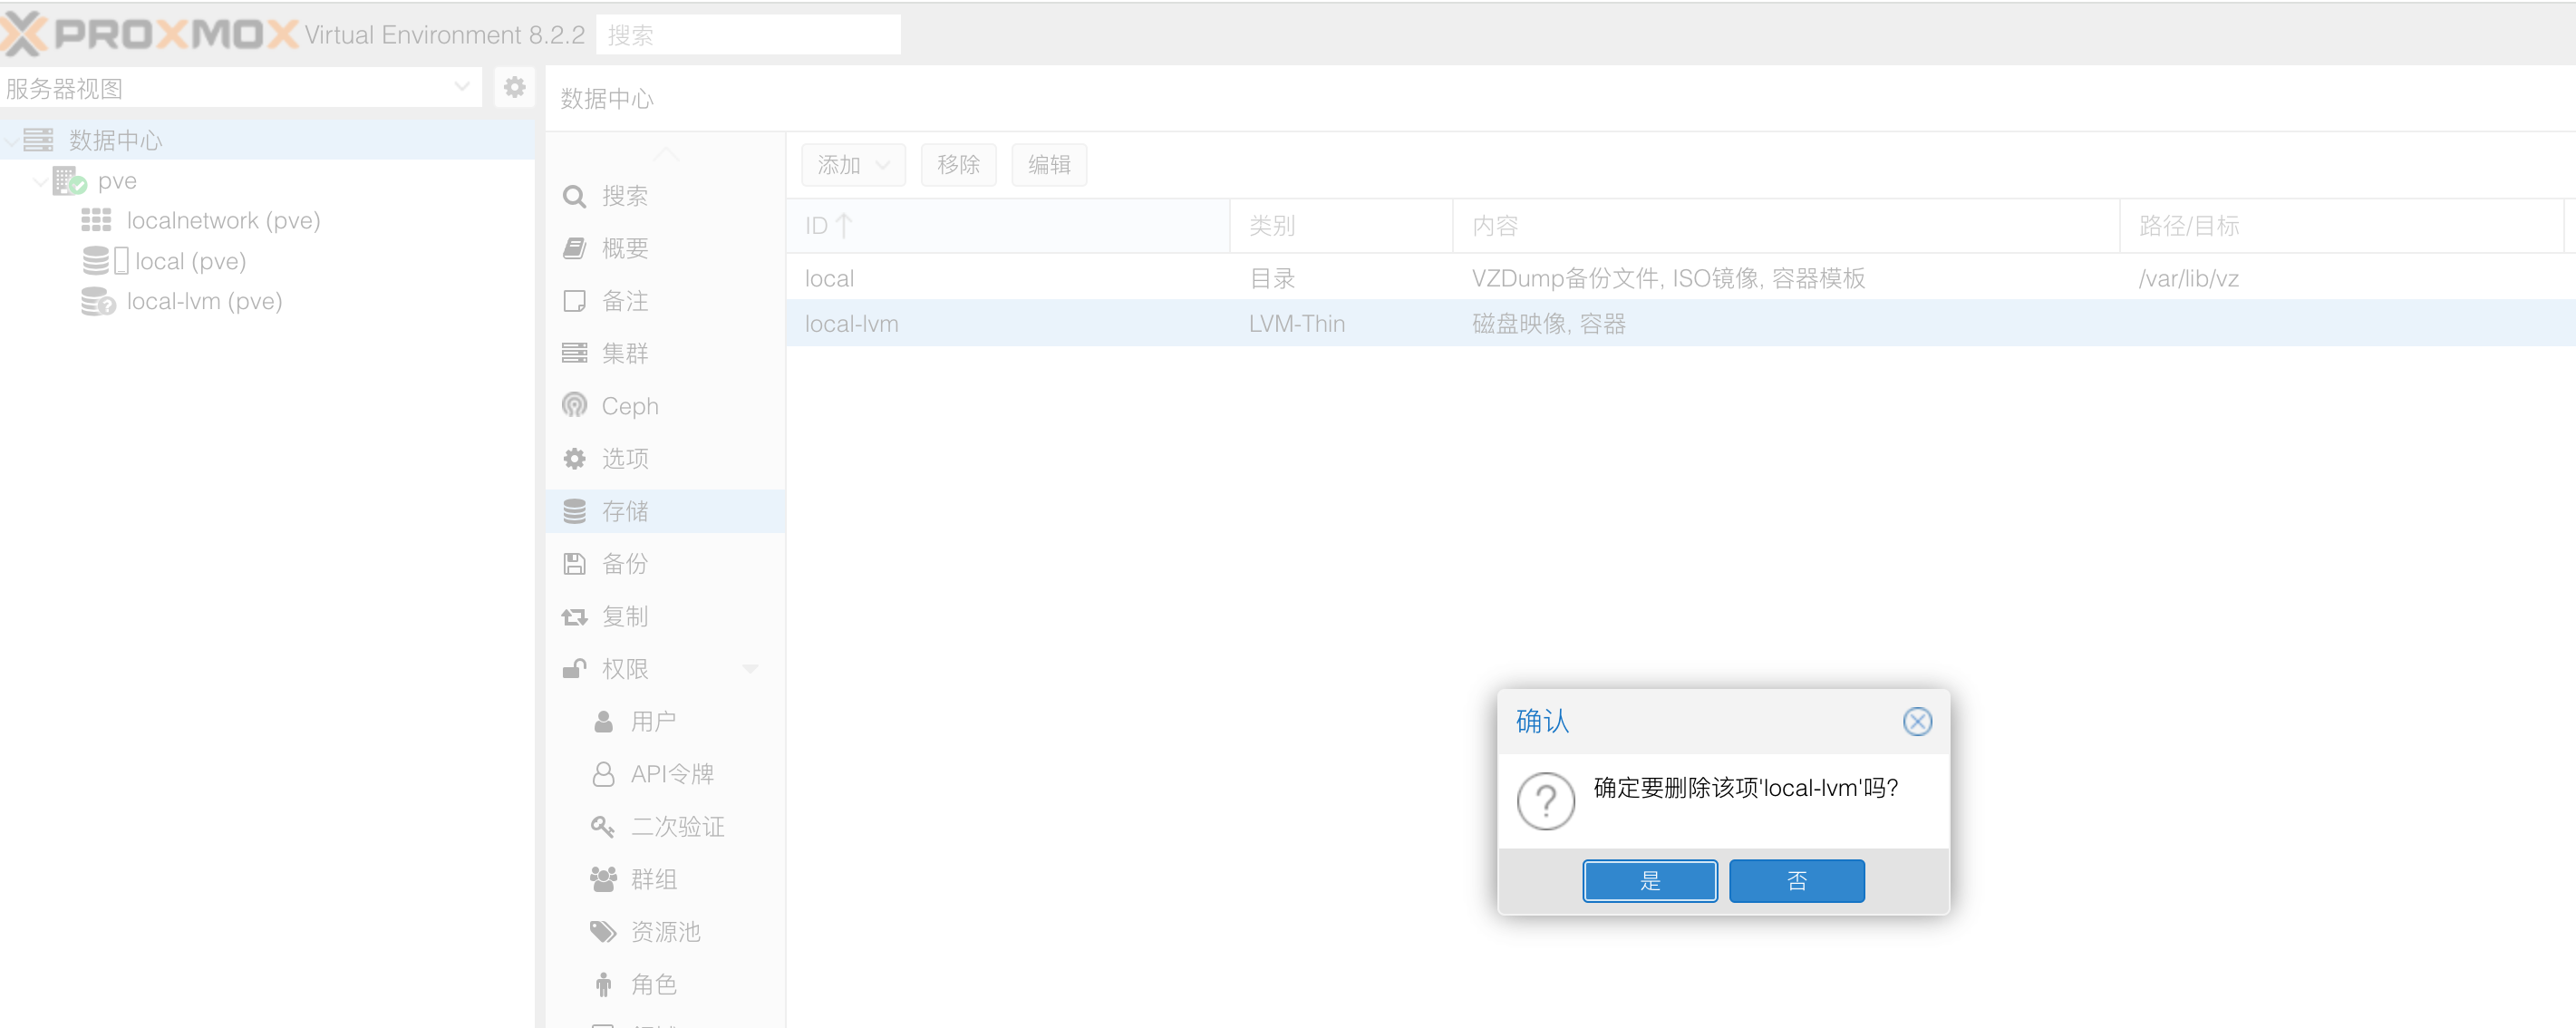 PROXMOX Virtual Environment 8.2.2 搜索
服务器视图
数据中心
pve
localnetwork (pve)
local (pve)
local-lvm (pve)
数据中心
搜索
概要
备注
集群
Ceph
选项
存储
备份
复制
权限
用户
API令牌
二次验证
群组
资源池
角色
添加 移除 编辑
ID 类别 内容 路径/目标
local 目录 VZDump备份文件, ISO镜像, 容器模板 /var/lib/vz
local-lvm LVM-Thin 磁盘映像, 容器
确认
确定要删除该项'local-lvm'吗?
是 否